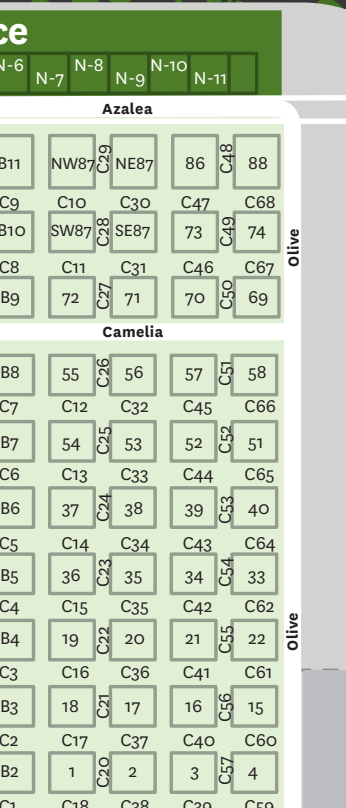 ce
N-6
N-7
N-8
N-9
N-10
N-11
Azalea
B11 NW87 C29 NE87 86 C48 88
C9 C10 C30 C47 C68
B10 SW87 C28 SE87 73 C49 74
Olive
C8 C11 C31 C46 C67
B9 72 C27 71 70 C50 69
Camelia
B8 55 C26 56 57 C51 58
C7 C12 C32 C45 C66
B7 54 C25 53 52 C52 51
C6 C13 C33 C44 C65
B6 37 C24 38 39 C53 40
C5 C14 C34 C43 C64
B5 36 C23 35 34 C54 33
C4 C15 C35 C42 C62
B4 19 C22 20 21 C55 22
Olive
C3 C16 C36 C41 C61
B3 18 C21 17 16 C56 15
C2 C17 C37 C40 C60
B2 1 C20 2 3 C57 4
C1 C18 C38 C39 C59